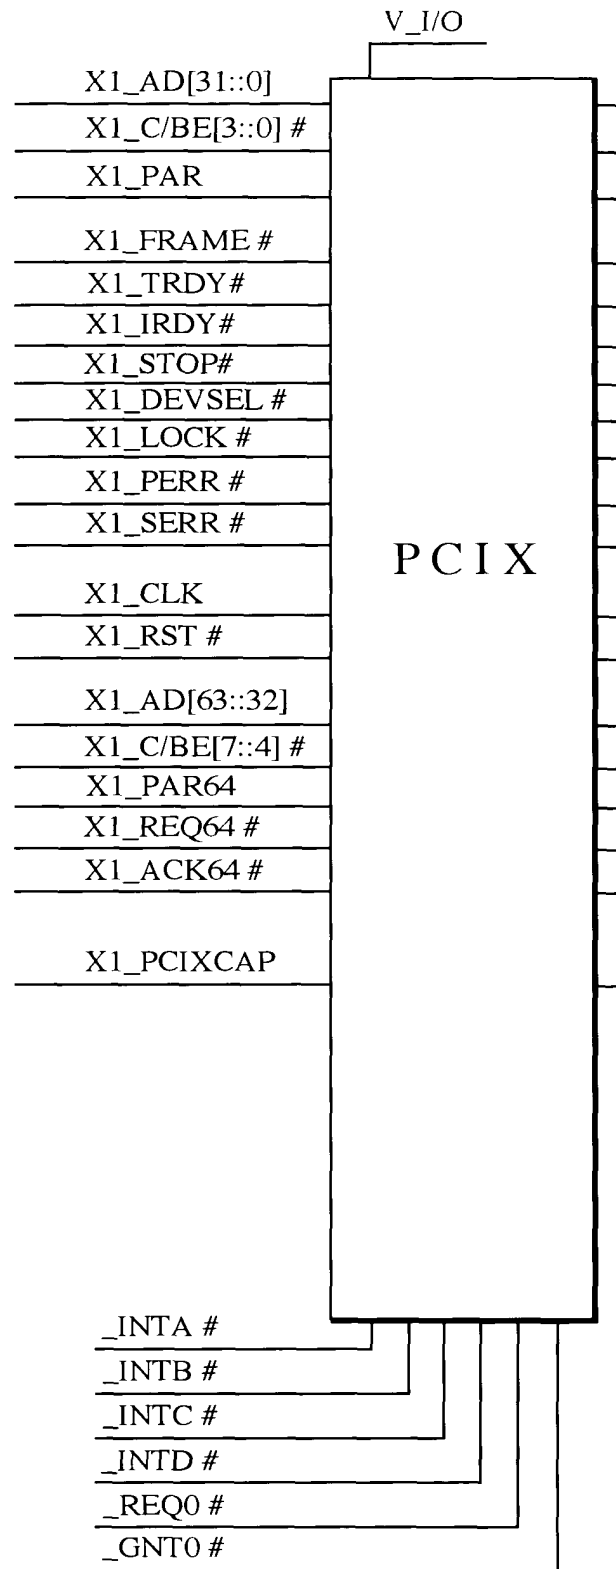 V_I/O
X1_AD[31::0]
X1_C/BE[3::0] #
X1_PAR
X1_FRAME #
X1_TRDY#
X1_IRDY#
X1_STOP#
X1_DEVSEL #
X1_LOCK #
X1_PERR #
X1_SERR #
PCIX
X1_CLK
X1_RST #
X1_AD[63::32]
X1_C/BE[7::4] #
X1_PAR64
X1_REQ64 #
X1_ACK64 #
X1_PCIXCAP
_INTA #
_INTB #
_INTC #
_INTD #
_REQ0 #
_GNT0 #